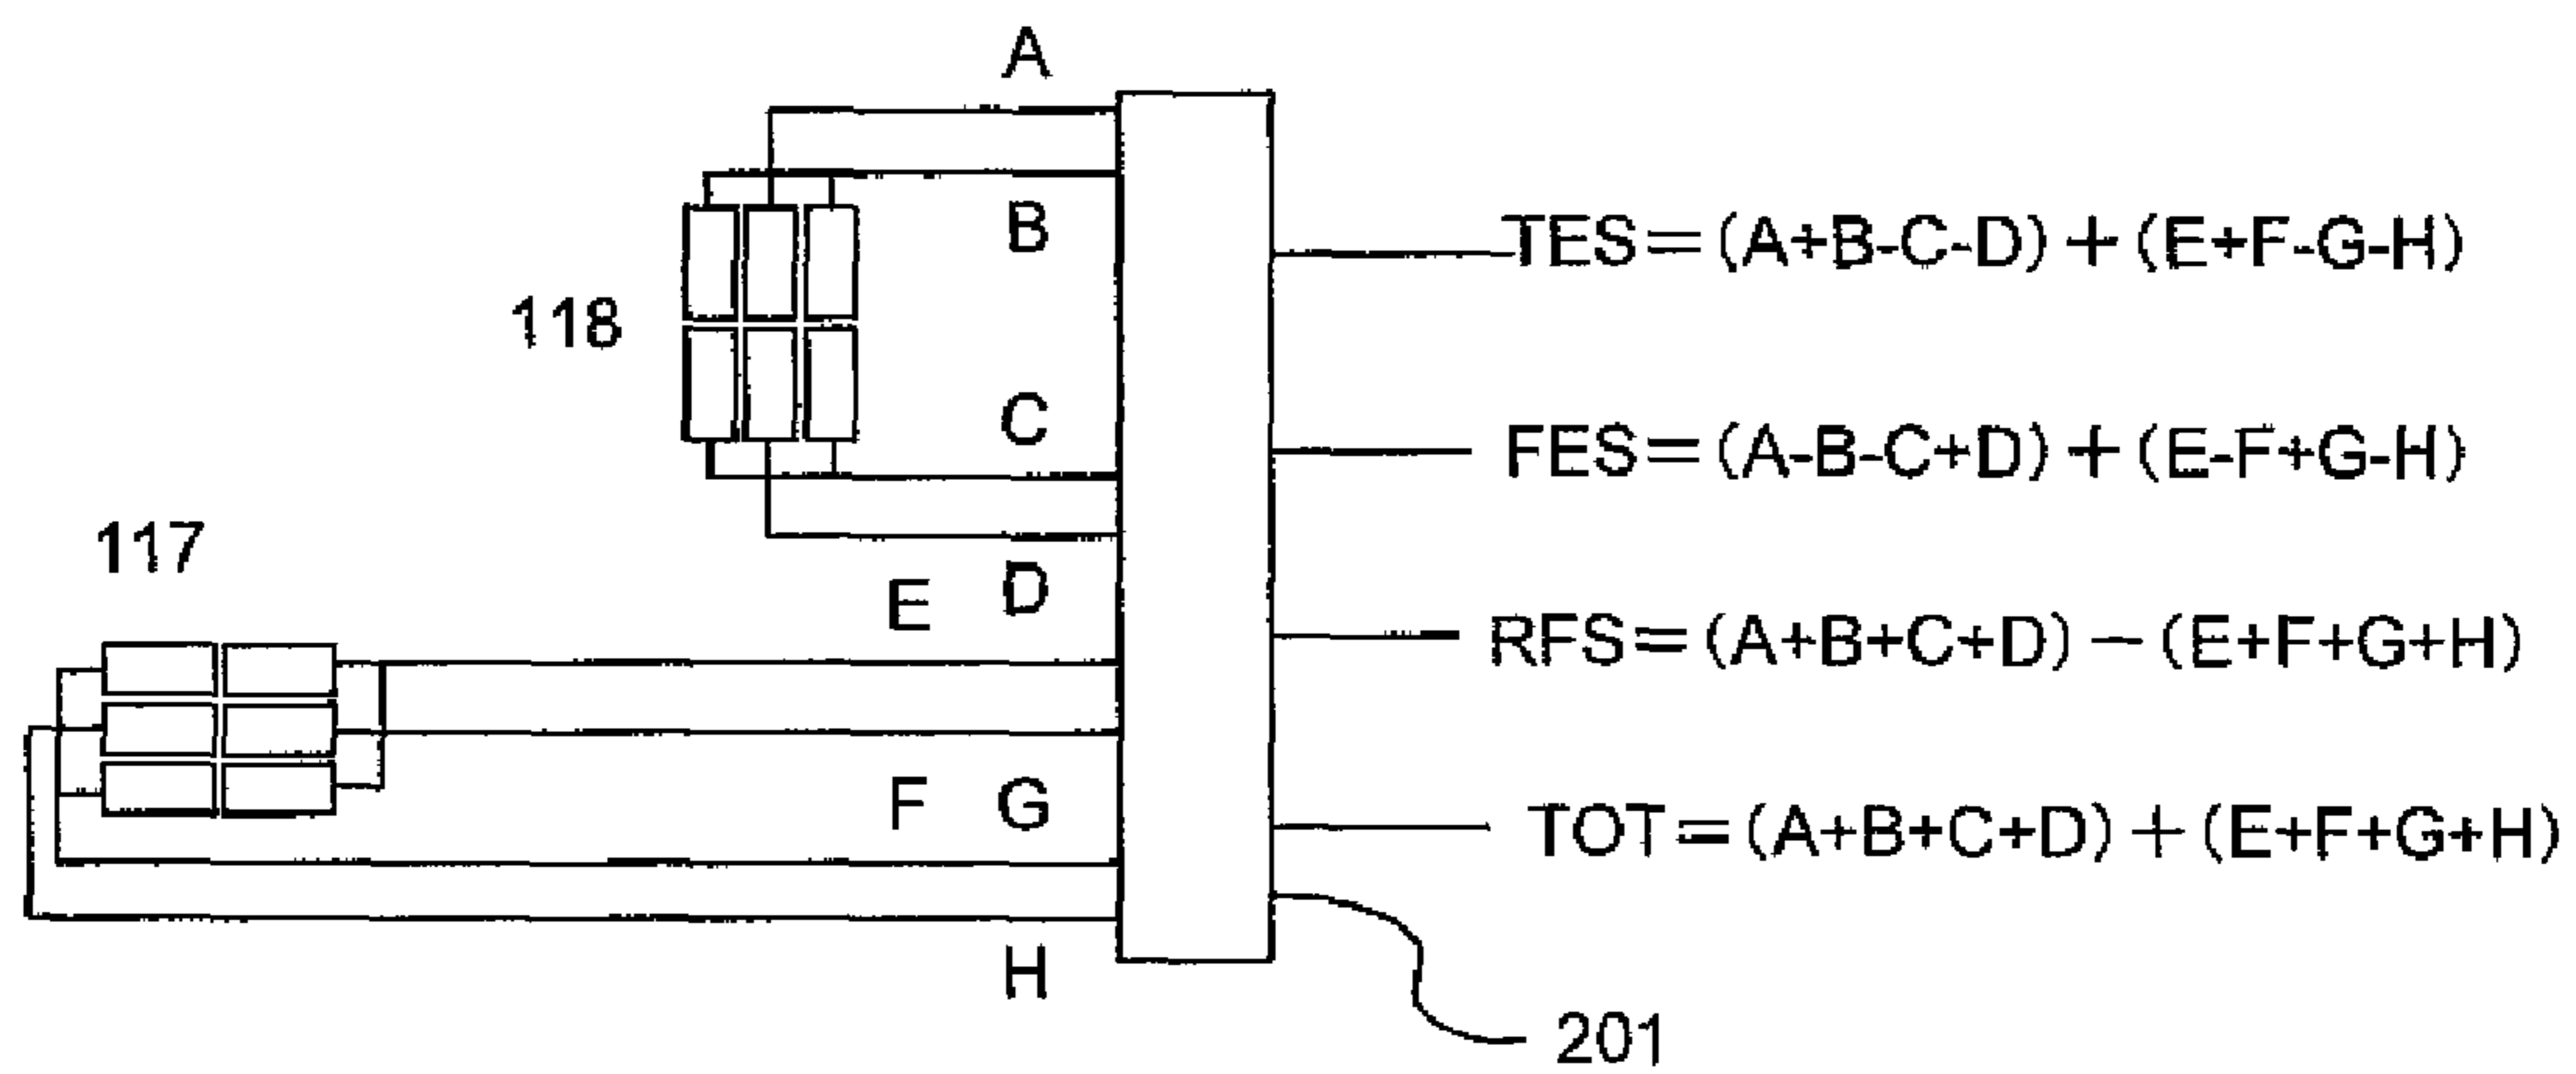 A
B
118
C
117
D
E
F
G
H
TES=(A+B-C-D)+(E+F-G-H)
FES=(A-B-C+D)+(E-F+G-H)
RFS=(A+B+C+D)-(E+F+G+H)
TOT=(A+B+C+D)+(E+F+G+H)
201